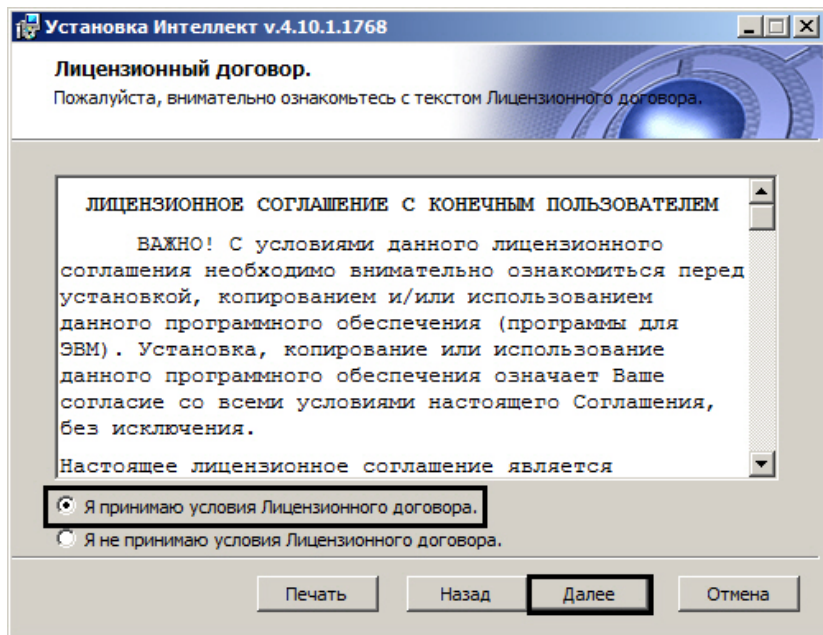 Установка Интеллект v.4.10.1.1768
Лицензионный договор.
Пожалуйста, внимательно ознакомьтесь с текстом Лицензионного договора.
ЛИЦЕНЗИОННОЕ СОГЛАШЕНИЕ С КОНЕЧНЫМ ПОЛЬЗОВАТЕЛЕМ
ВАЖНО! С условиями данного лицензионного
соглашения необходимо внимательно ознакомиться перед
установкой, копированием и/или использованием
данного программного обеспечения (программы для
ЭВМ). Установка, копирование или использование
данного программного обеспечения означает Ваше
согласие со всеми условиями настоящего Соглашения,
без исключения.
Настоящее лицензионное соглашение является
Я принимаю условия Лицензионного договора.
Я не принимаю условия Лицензионного договора.
Печать Назад Далее Отмена